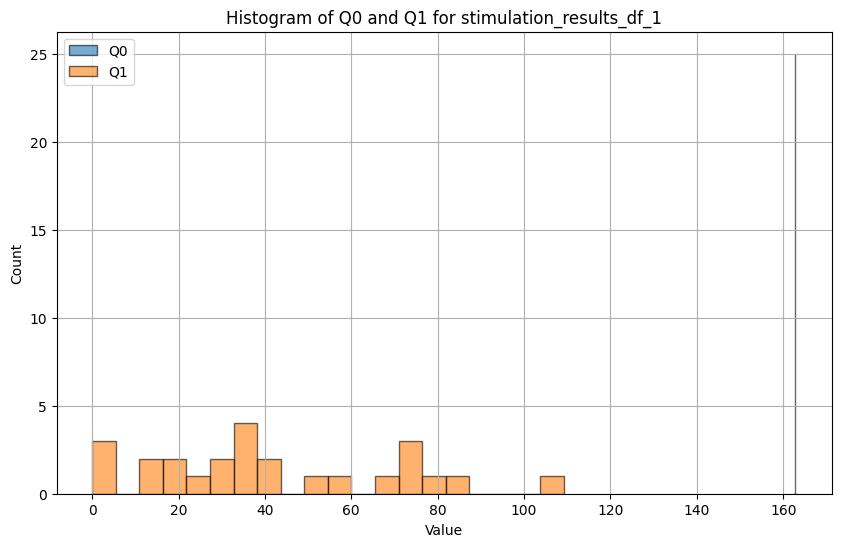 Histogram of Q0 and Q1 for stimulation_results_df_1
Q0
Q1
25
20
15
10
5
0
Count
0 20 40 60 80 100 120 140 160
Value